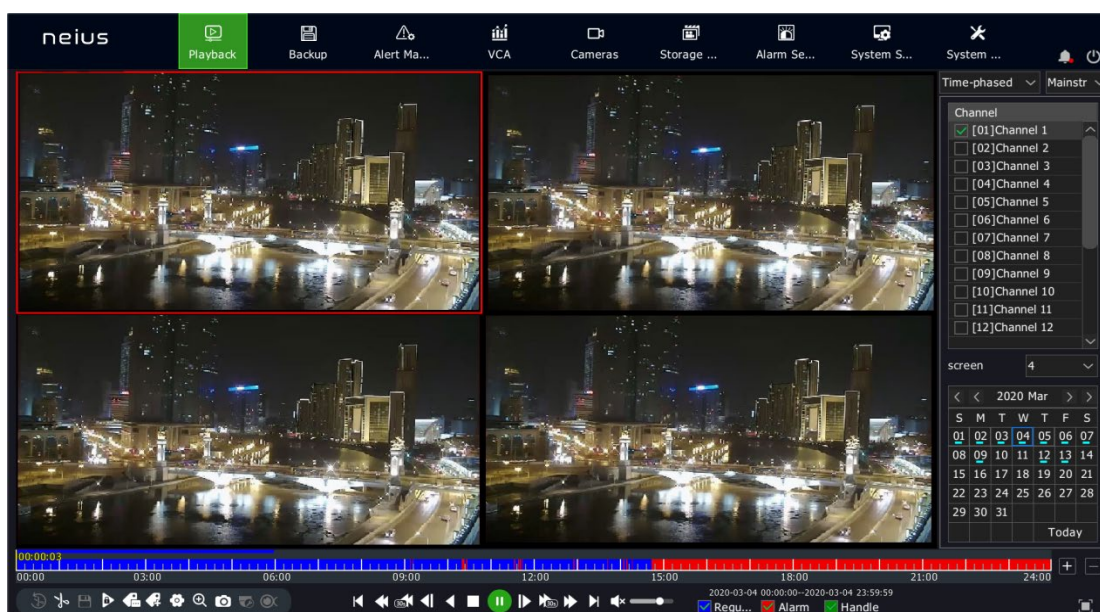 neius
Playback Backup Alert Ma... VCA Cameras Storage ... Alarm Se... System S... System ...
Time-phased Mainstr
Channel
[01]Channel 1
[02]Channel 2
[03]Channel 3
[04]Channel 4
[05]Channel 5
[06]Channel 6
[07]Channel 7
[08]Channel 8
[09]Channel 9
[10]Channel 10
[11]Channel 11
[12]Channel 12
screen 4
2020 Mar
S M T W T F S
01 02 03 04 05 06 07
08 09 10 11 12 13 14
15 16 17 18 19 20 21
22 23 24 25 26 27 28
29 30 31
Today
00:00:03
00:00 03:00 06:00 09:00 12:00 15:00 18:00 21:00 24:00
30s 30s
2020-03-04 00:00:00--2020-03-04 23:59:59
Regu... Alarm Handle